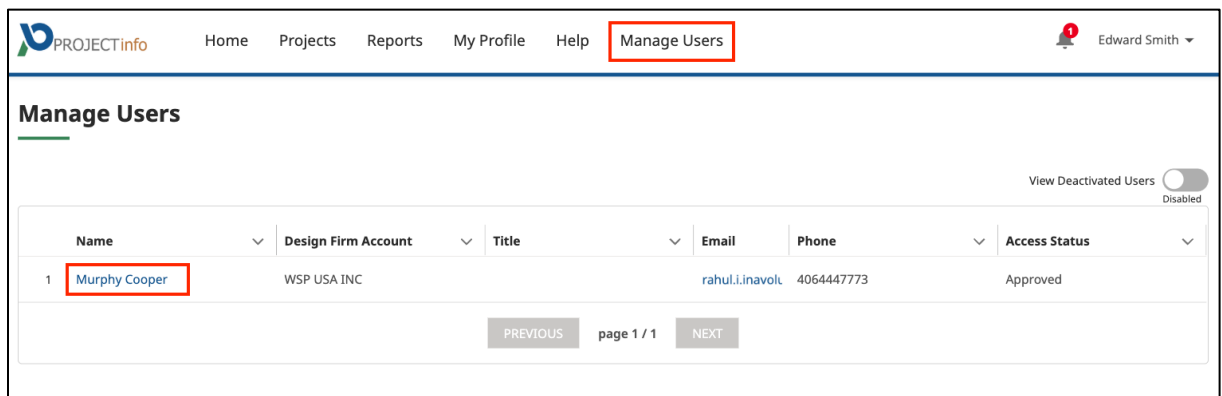 PROJECTinfo Home Projects Reports My Profile Help Manage Users 1 Edward Smith
Manage Users
View Deactivated Users
Disabled
Name Design Firm Account Title Email Phone Access Status
1 Murphy Cooper WSP USA INC rahul.i.inavolu 4064447773 Approved
PREVIOUS page 1 / 1 NEXT